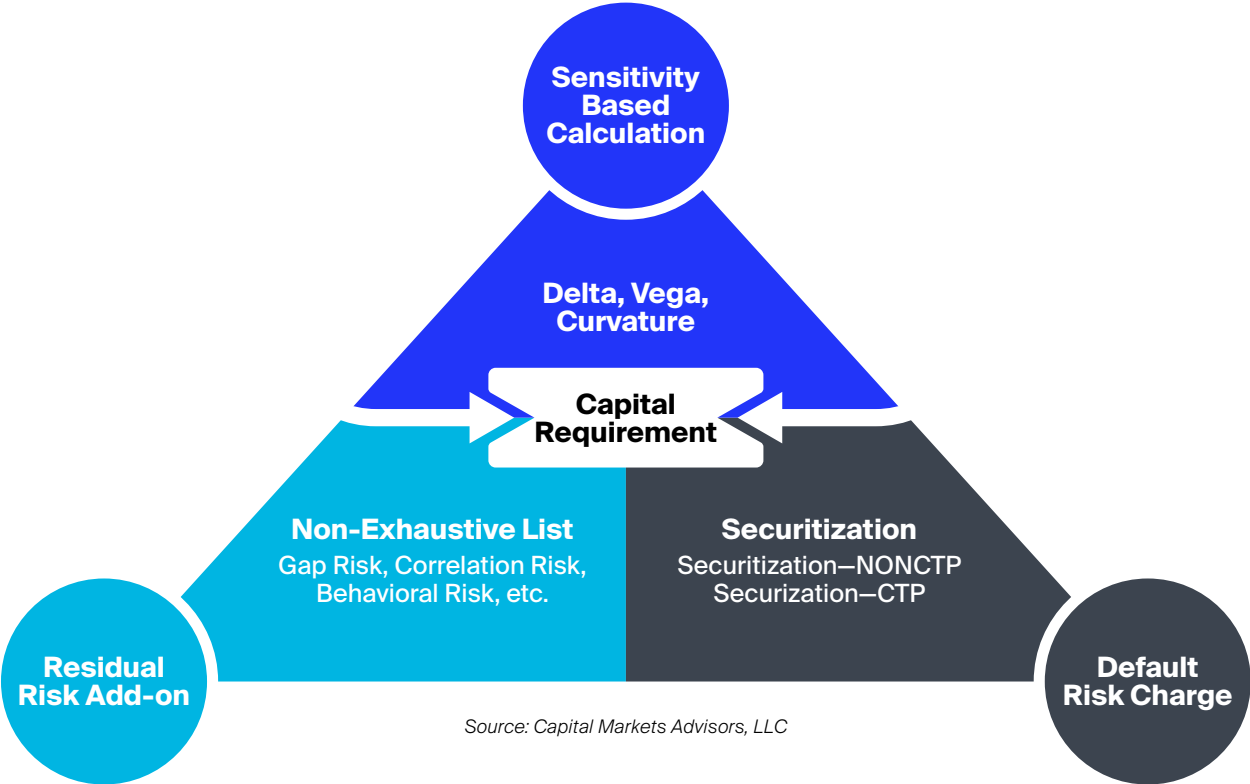 Sensitivity
Based
Calculation
Delta, Vega,
Curvature
Capital
Requirement
Non-Exhaustive List
Gap Risk, Correlation Risk,
Behavioral Risk, etc.
Securitization
Securitization—NONCTP
Securization—CTP
Residual
Risk Add-on
Default
Risk Charge
Source: Capital Markets Advisors, LLC